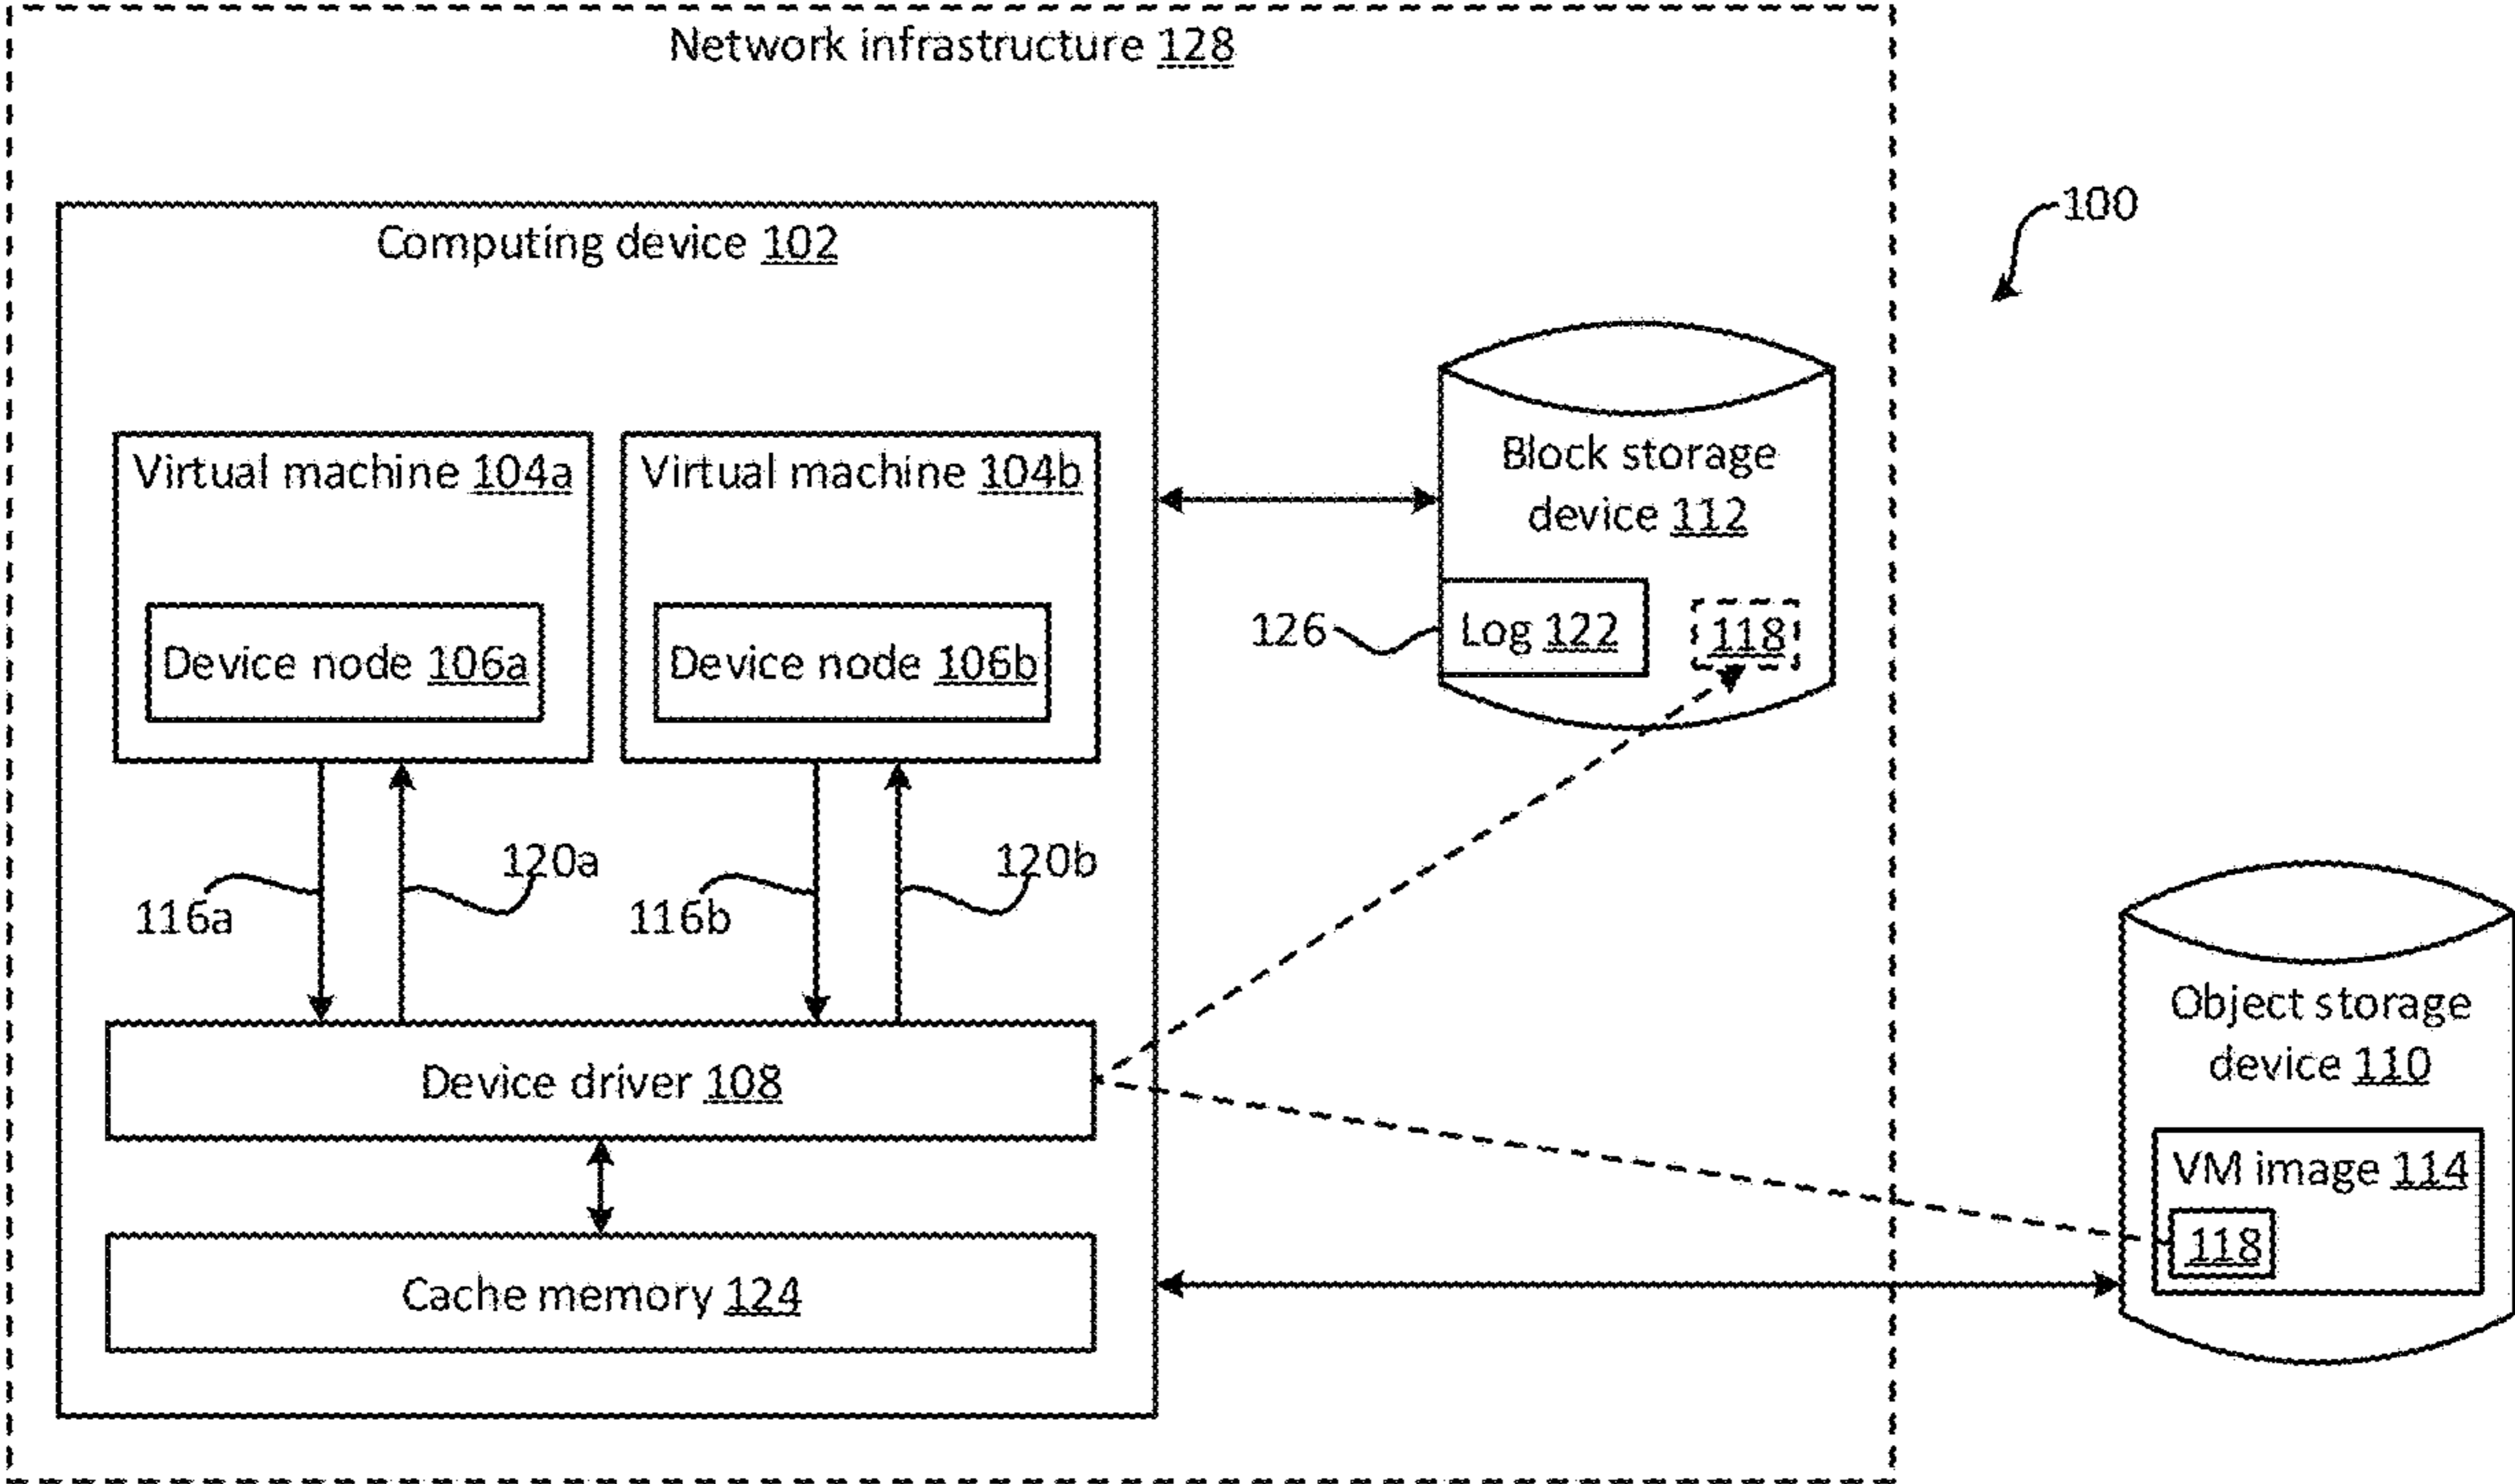 Network infrastructure 128
100
Computing device 102
Virtual machine 104a
Virtual machine 104b
Block storage
device 112
Device node 106a
Device node 106b
126
Log 122
118
120a
120b
116a
116b
Object storage
device 110
Device driver 108
VM image 114
118
Cache memory 124